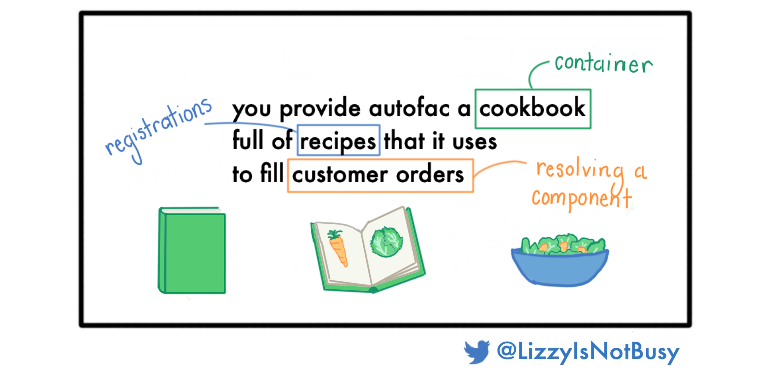 container
registrations
you provide autofac a cookbook
full of recipes that it uses
to fill customer orders
resolving a
component
@LizzyIsNotBusy